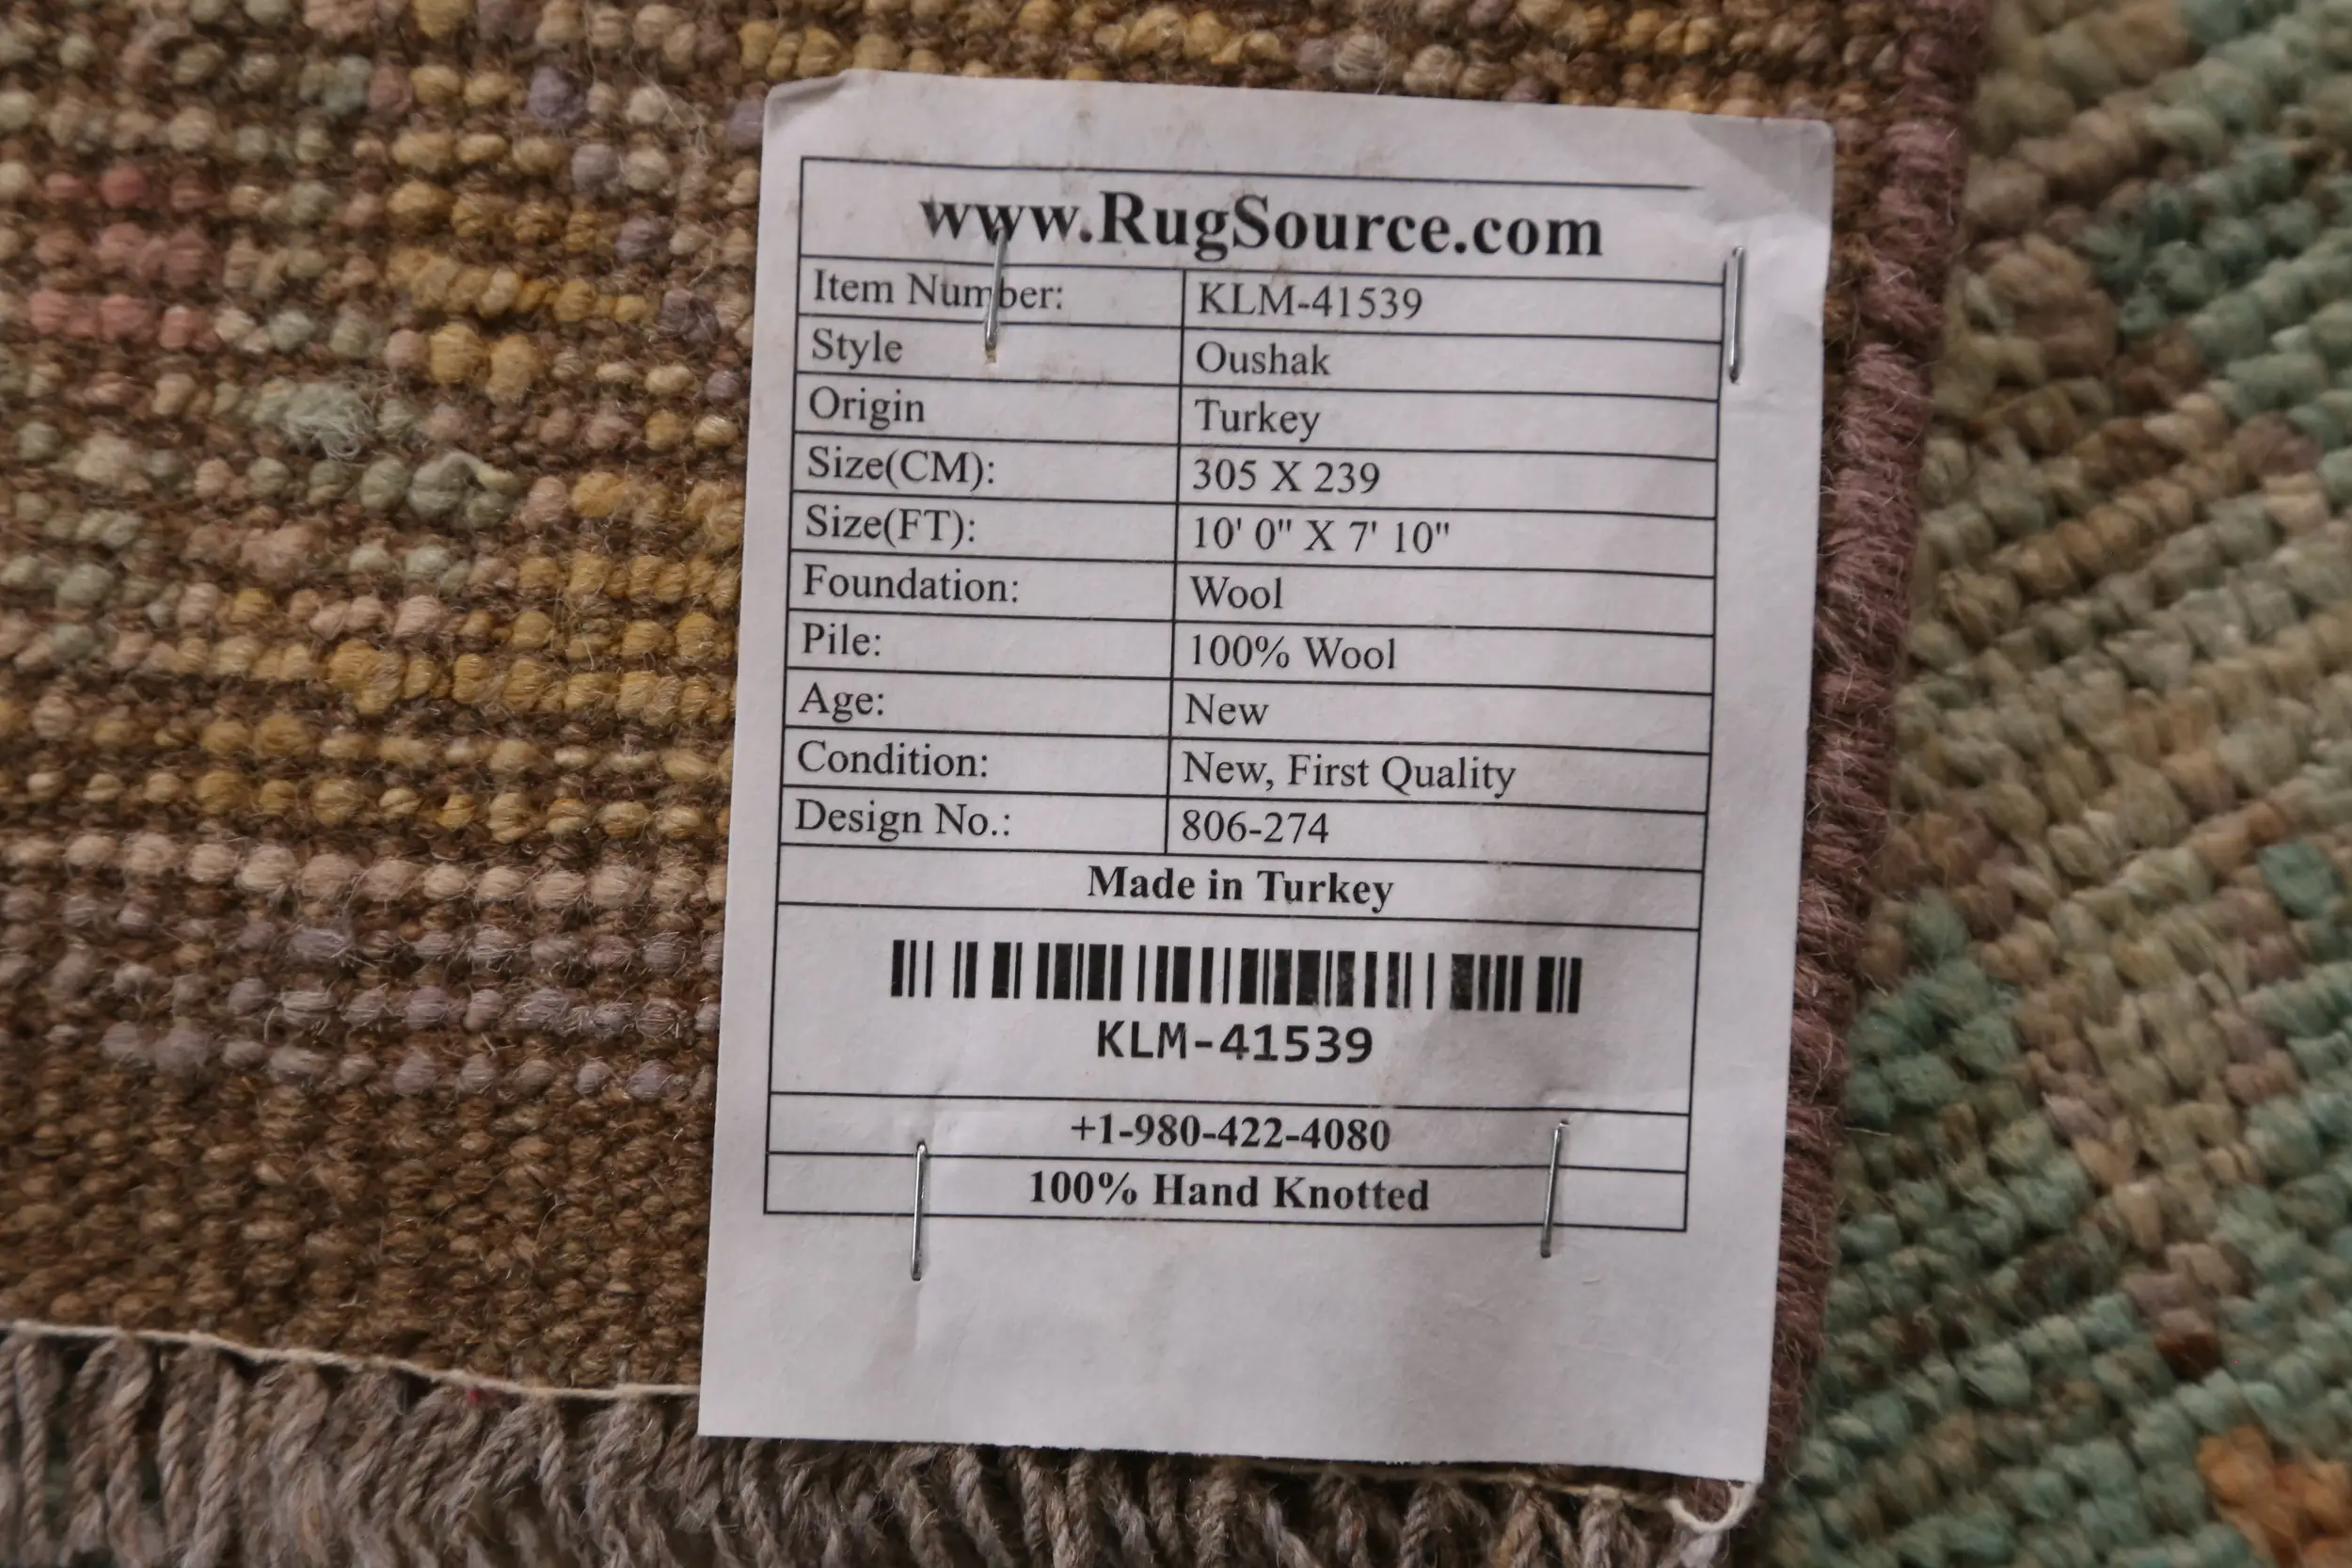 www.RugSource.com
Item Number: KLM-41539
Style Oushak
Origin Turkey
Size(CM): 305 X 239
Size(FT): 10' 0" X 7' 10"
Foundation: Wool
Pile: 100% Wool
Age: New
Condition: New, First Quality
Design No.: 806-274
Made in Turkey
KLM-41539
+1-980-422-4080
100% Hand Knotted